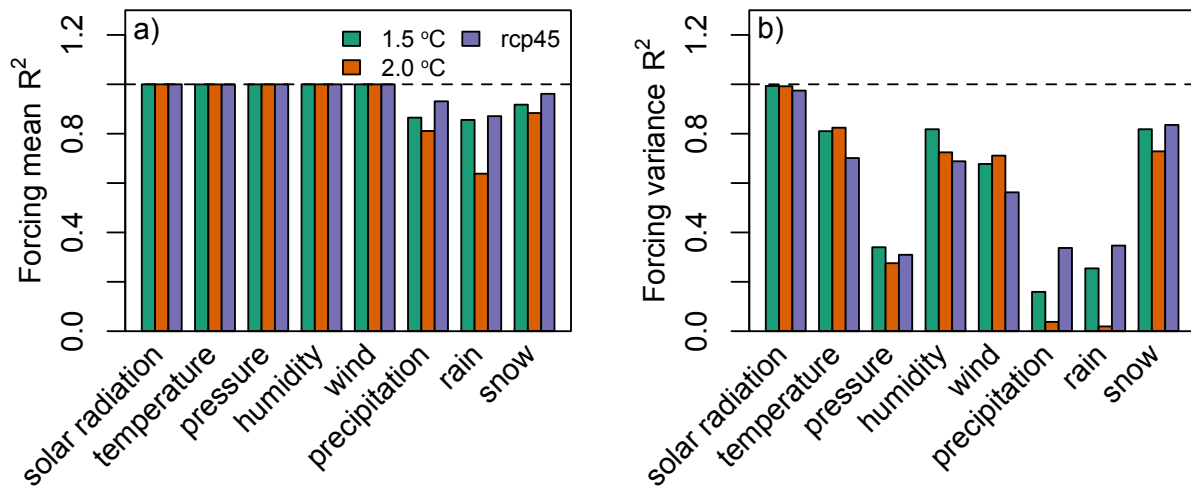 a)
1.5 °C
rcp45
2.0 °C
Forcing mean R²
0.0
0.4
0.8
1.2
solar radiation
temperature
pressure
humidity
wind
precipitation
rain
snow
b)
Forcing variance R²
0.0
0.4
0.8
1.2
solar radiation
temperature
pressure
humidity
wind
precipitation
rain
snow